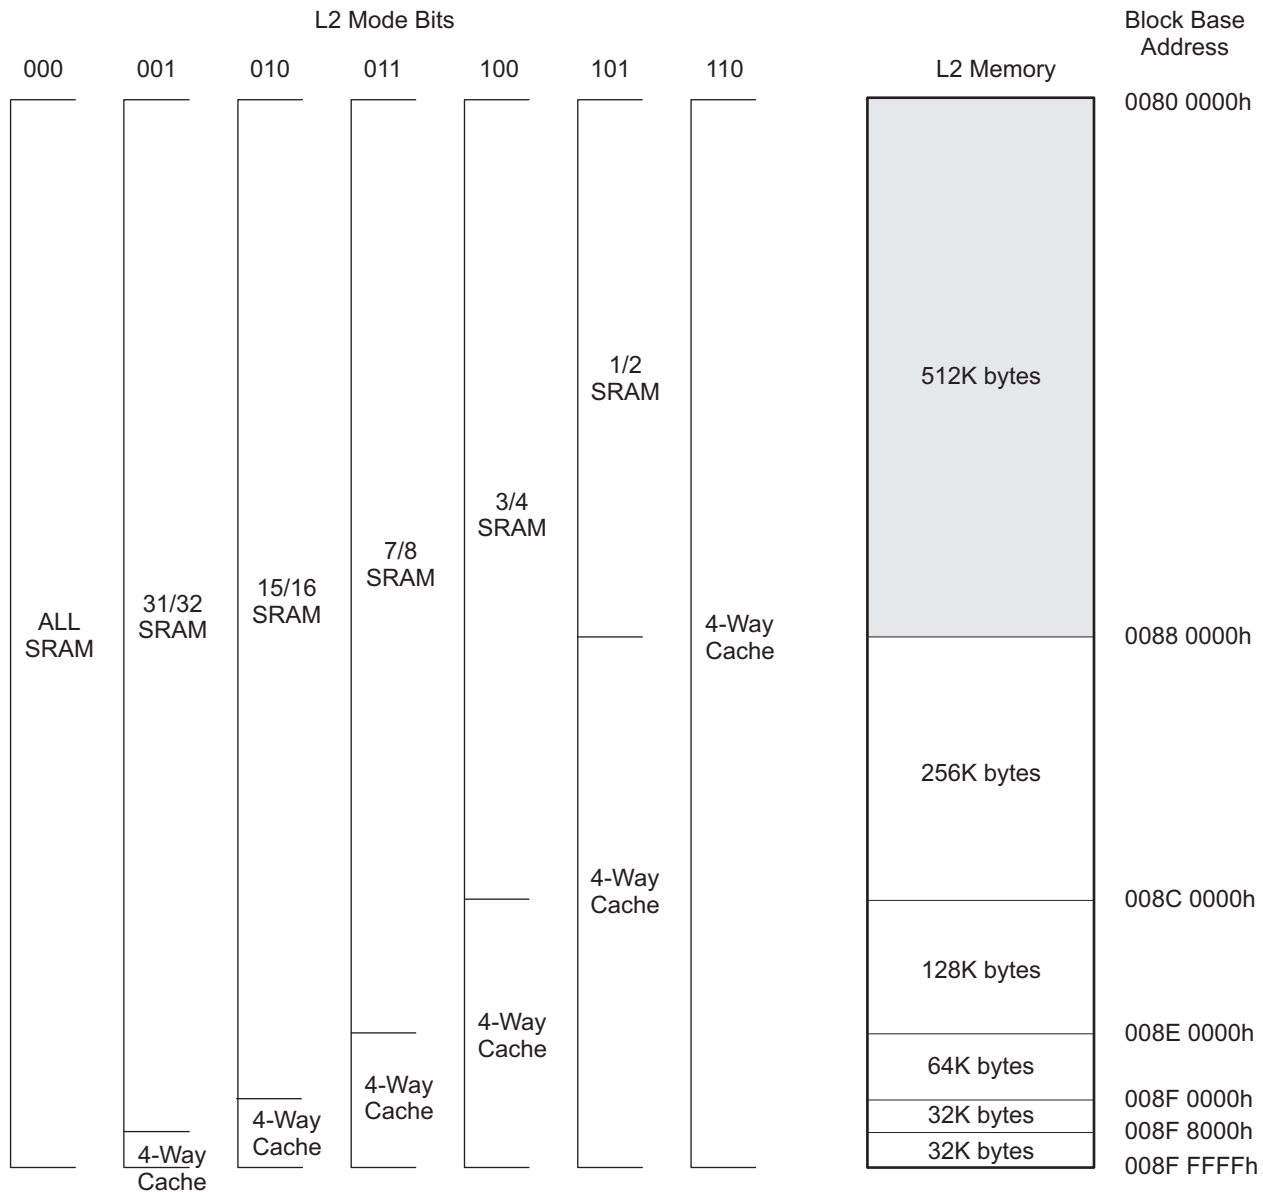 L2 Mode Bits
Block Base
Address
000 001 010 011 100 101 110
L2 Memory
0080 0000h
1/2
SRAM
512K bytes
3/4
SRAM
7/8
SRAM
15/16
SRAM
31/32
SRAM
ALL
SRAM
4-Way
Cache
0088 0000h
256K bytes
4-Way
Cache
008C 0000h
128K bytes
4-Way
Cache
008E 0000h
64K bytes
4-Way
Cache
008F 0000h
32K bytes
4-Way
Cache
008F 8000h
32K bytes
4-Way
Cache
008F FFFFh